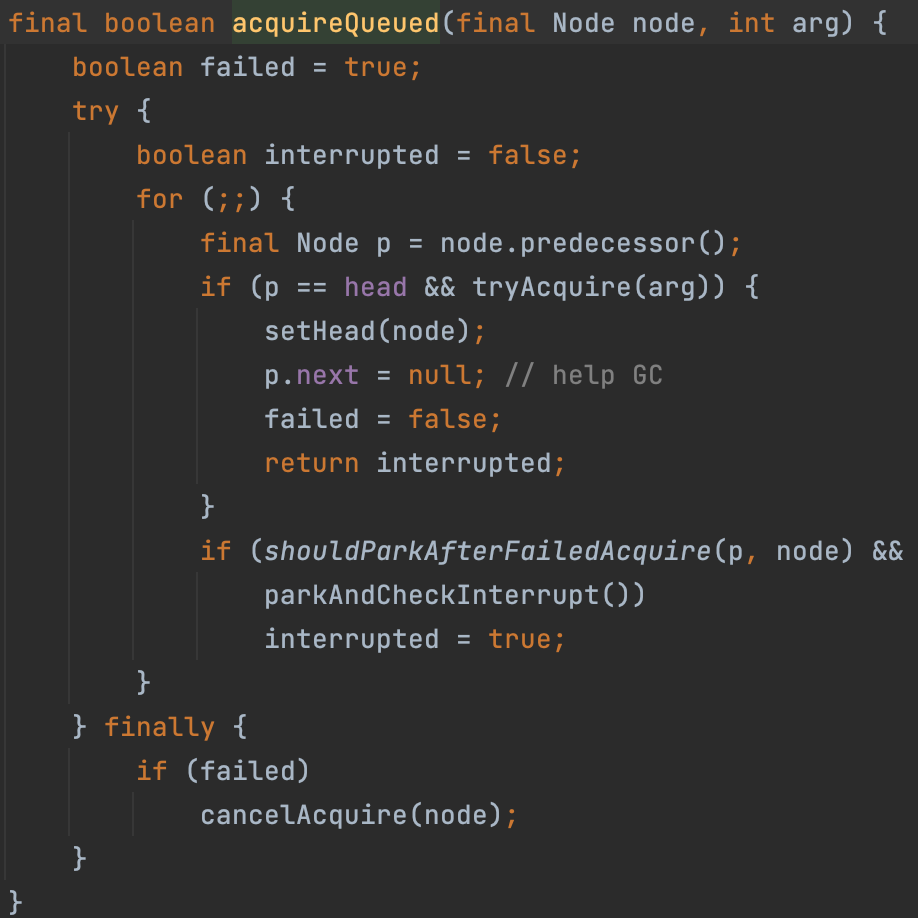 final boolean acquireQueued(final Node node, int arg) {
    boolean failed = true;
    try {
        boolean interrupted = false;
        for (;;) {
            final Node p = node.predecessor();
            if (p == head && tryAcquire(arg)) {
                setHead(node);
                p.next = null; // help GC
                failed = false;
                return interrupted;
            }
            if (shouldParkAfterFailedAcquire(p, node) &&
                parkAndCheckInterrupt())
                interrupted = true;
        }
    } finally {
        if (failed)
            cancelAcquire(node);
    }
}